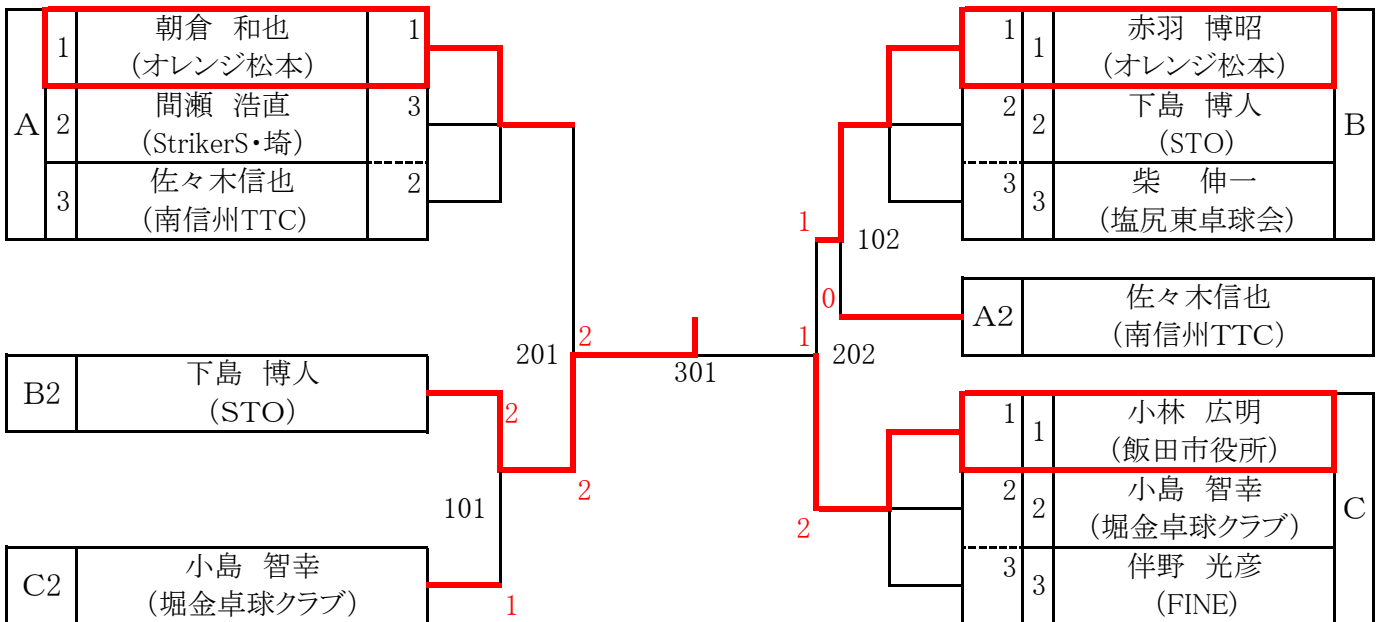 A
1
朝倉 和也
(オレンジ松本)
1
2
間瀬 浩直
(StrikerS・埼)
3
3
佐々木信也
(南信州TTC)
2
B2
下島 博人
(STO)
C2
小島 智幸
(堀金卓球クラブ)
2
1
101
201
2
2
301
1
0
102
1
202
2
1
1
赤羽 博昭
(オレンジ松本)
B
2
2
下島 博人
(STO)
3
3
柴 伸一
(塩尻東卓球会)
A2
佐々木信也
(南信州TTC)
1
1
小林 広明
(飯田市役所)
C
2
2
小島 智幸
(堀金卓球クラブ)
3
3
伴野 光彦
(FINE)